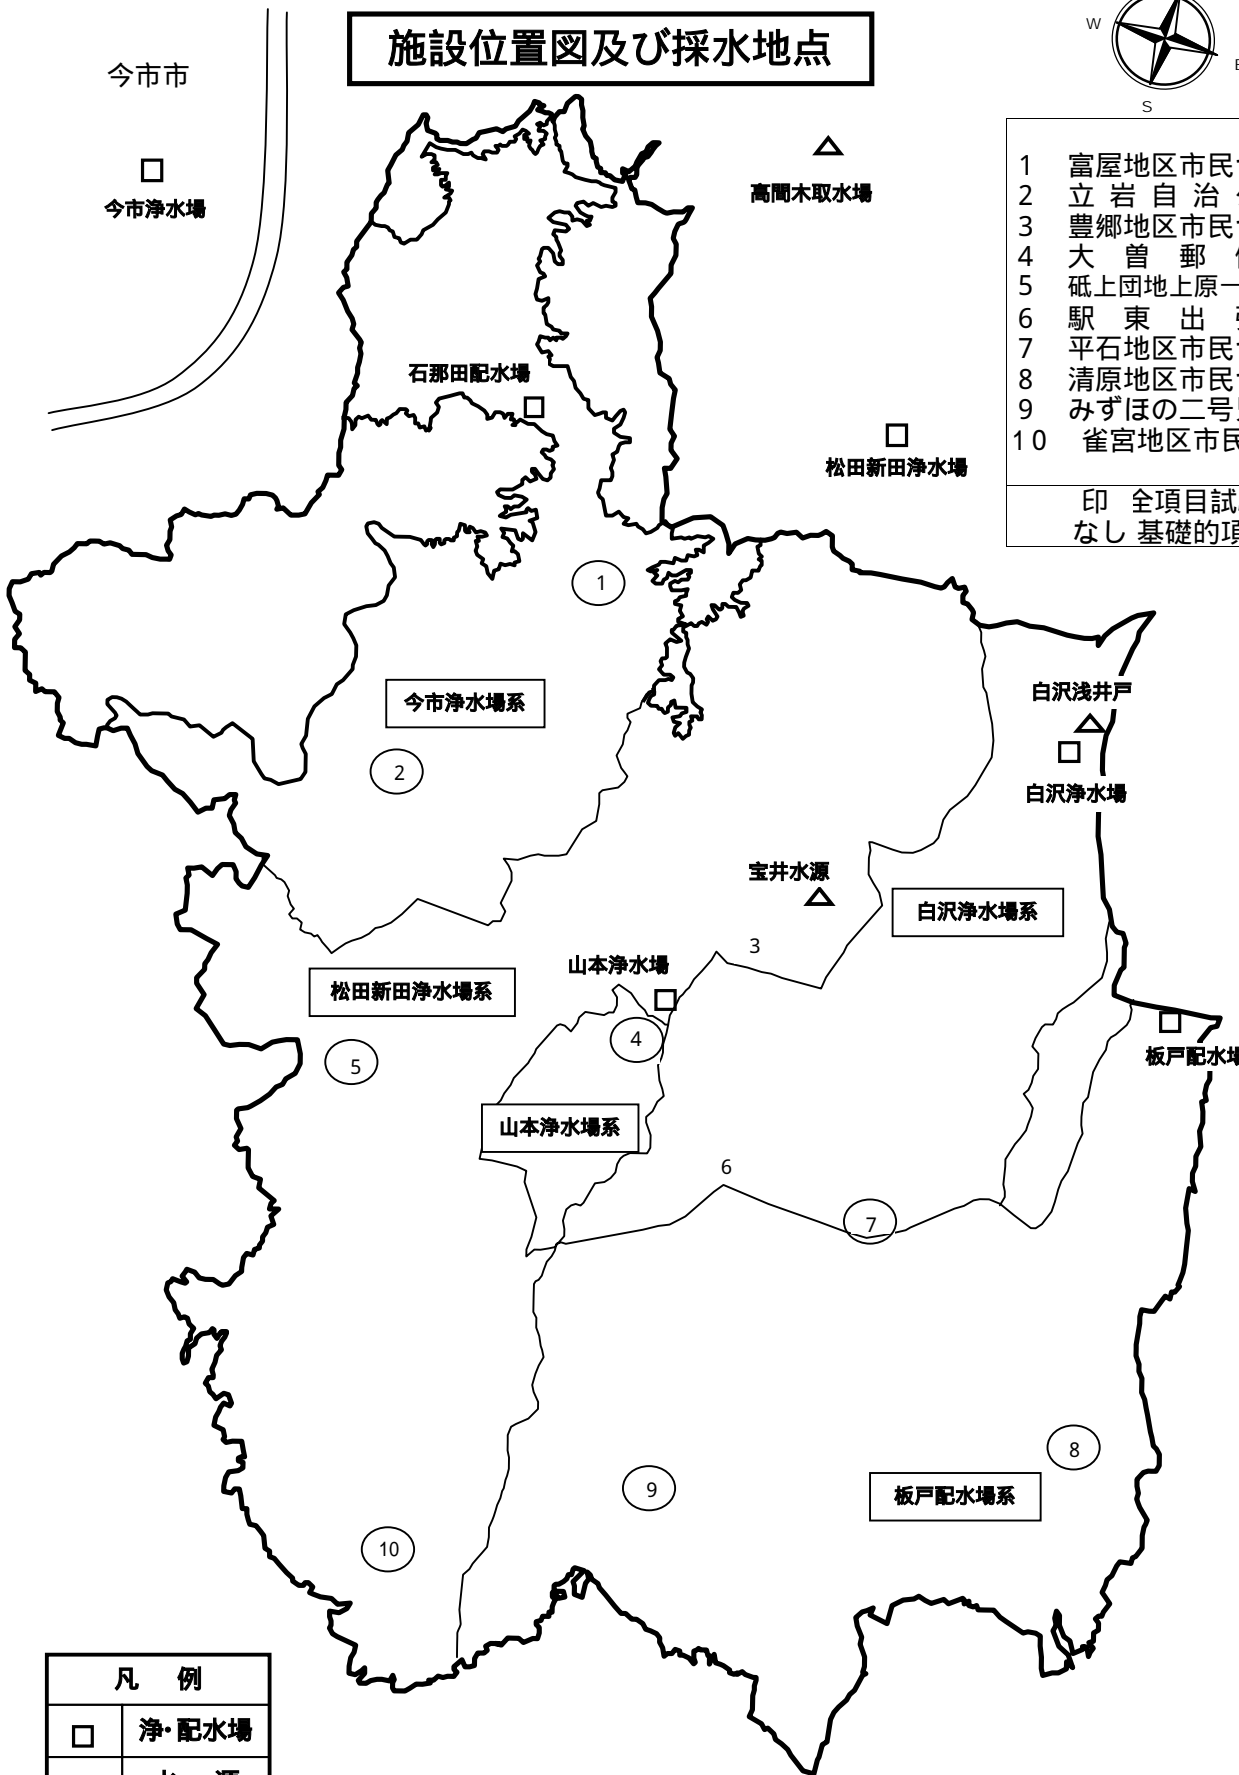 施設位置図及び採水地点
W
E
S
今市市
今市浄水場
高間木取水場
1 富屋地区市民
2 立岩自治
3 豊郷地区市民
4 大曽郵
5 砥上団地上原一
6 駅東出
7 平石地区市民
8 清原地区市民
9 みずほの二号
10 雀宮地区市民
印 全項目試
なし 基礎的項
石那田配水場
松田新田浄水場
1
今市浄水場系
白沢浅井戸
2
白沢浄水場
宝井水源
白沢浄水場系
3
山本浄水場
松田新田浄水場系
4
5
板戸配水場
山本浄水場系
6
7
8
9
板戸配水場系
10
凡 例
浄・配水場